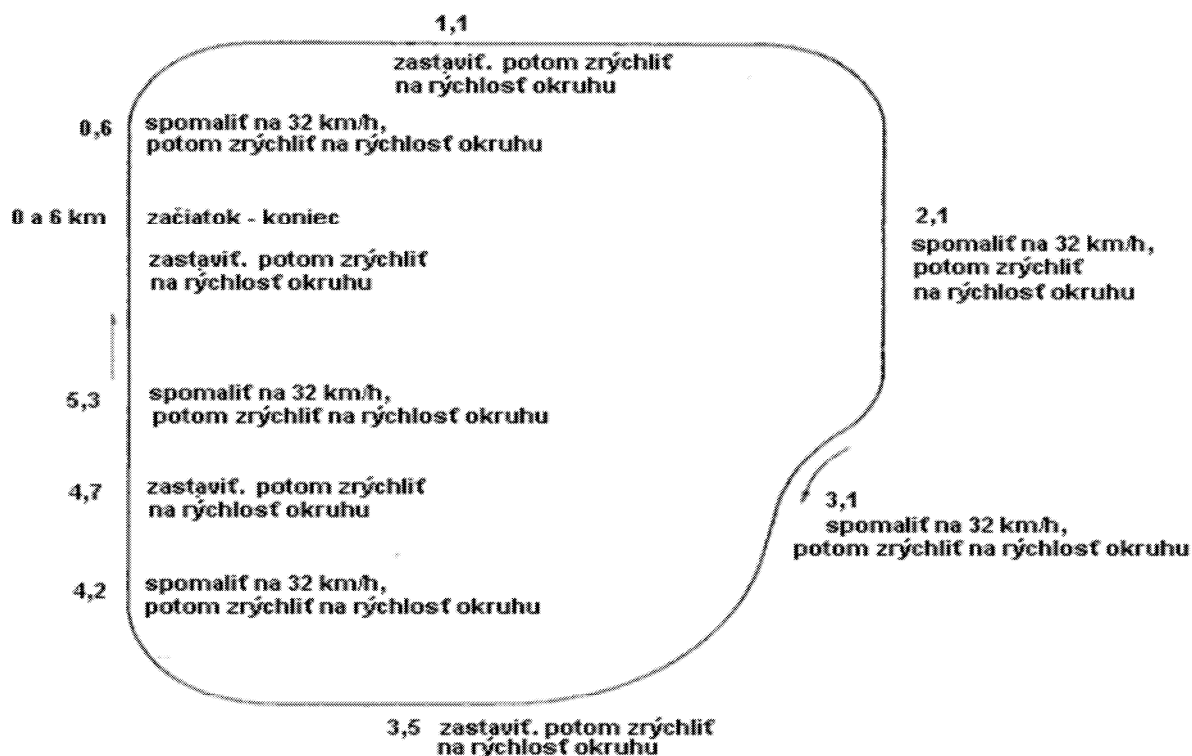 1,1
zastaviť. potom zrýchliť
na rýchlosť okruhu
0,6
spomaliť na 32 km/h,
potom zrýchliť na rýchlosť okruhu
0 a 6 km
začiatok - koniec
zastaviť. potom zrýchliť
na rýchlosť okruhu
2,1
spomaliť na 32 km/h,
potom zrýchliť
na rýchlosť okruhu
5,3
spomaliť na 32 km/h,
potom zrýchliť na rýchlosť okruhu
4,7
zastaviť. potom zrýchliť
na rýchlosť okruhu
3,1
spomaliť na 32 km/h,
potom zrýchliť na rýchlosť okruhu
4,2
spomaliť na 32 km/h,
potom zrýchliť na rýchlosť okruhu
3,5 zastaviť. potom zrýchliť
na rýchlosť okruhu